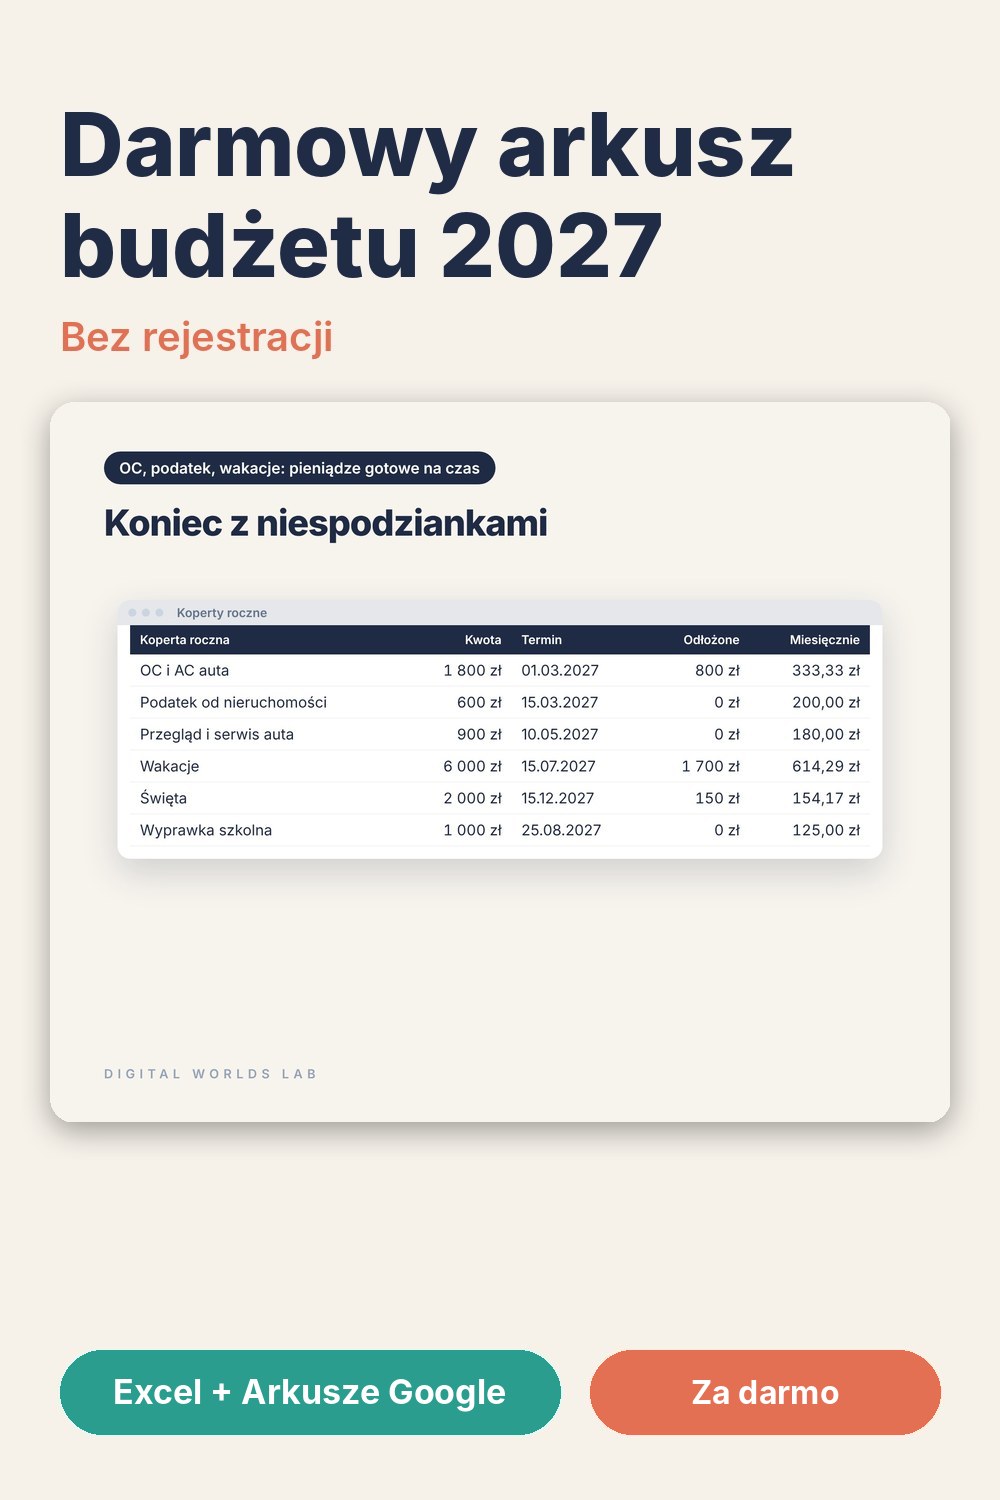 Darmowy arkusz
budżetu 2027
Bez rejestracji
OC, podatek, wakacje: pieniądze gotowe na czas
Koniec z niespodziankami
Koperty roczne
Koperta roczna Kwota Termin Odłożone Miesięcznie
OC i AC auta 1 800 zł 01.03.2027 800 zł 333,33 zł
Podatek od nieruchomości 600 zł 15.03.2027 0 zł 200,00 zł
Przegląd i serwis auta 900 zł 10.05.2027 0 zł 180,00 zł
Wakacje 6 000 zł 15.07.2027 1 700 zł 614,29 zł
Święta 2 000 zł 15.12.2027 150 zł 154,17 zł
Wyprawka szkolna 1 000 zł 25.08.2027 0 zł 125,00 zł
DIGITAL WORLDS LAB
Excel + Arkusze Google Za darmo